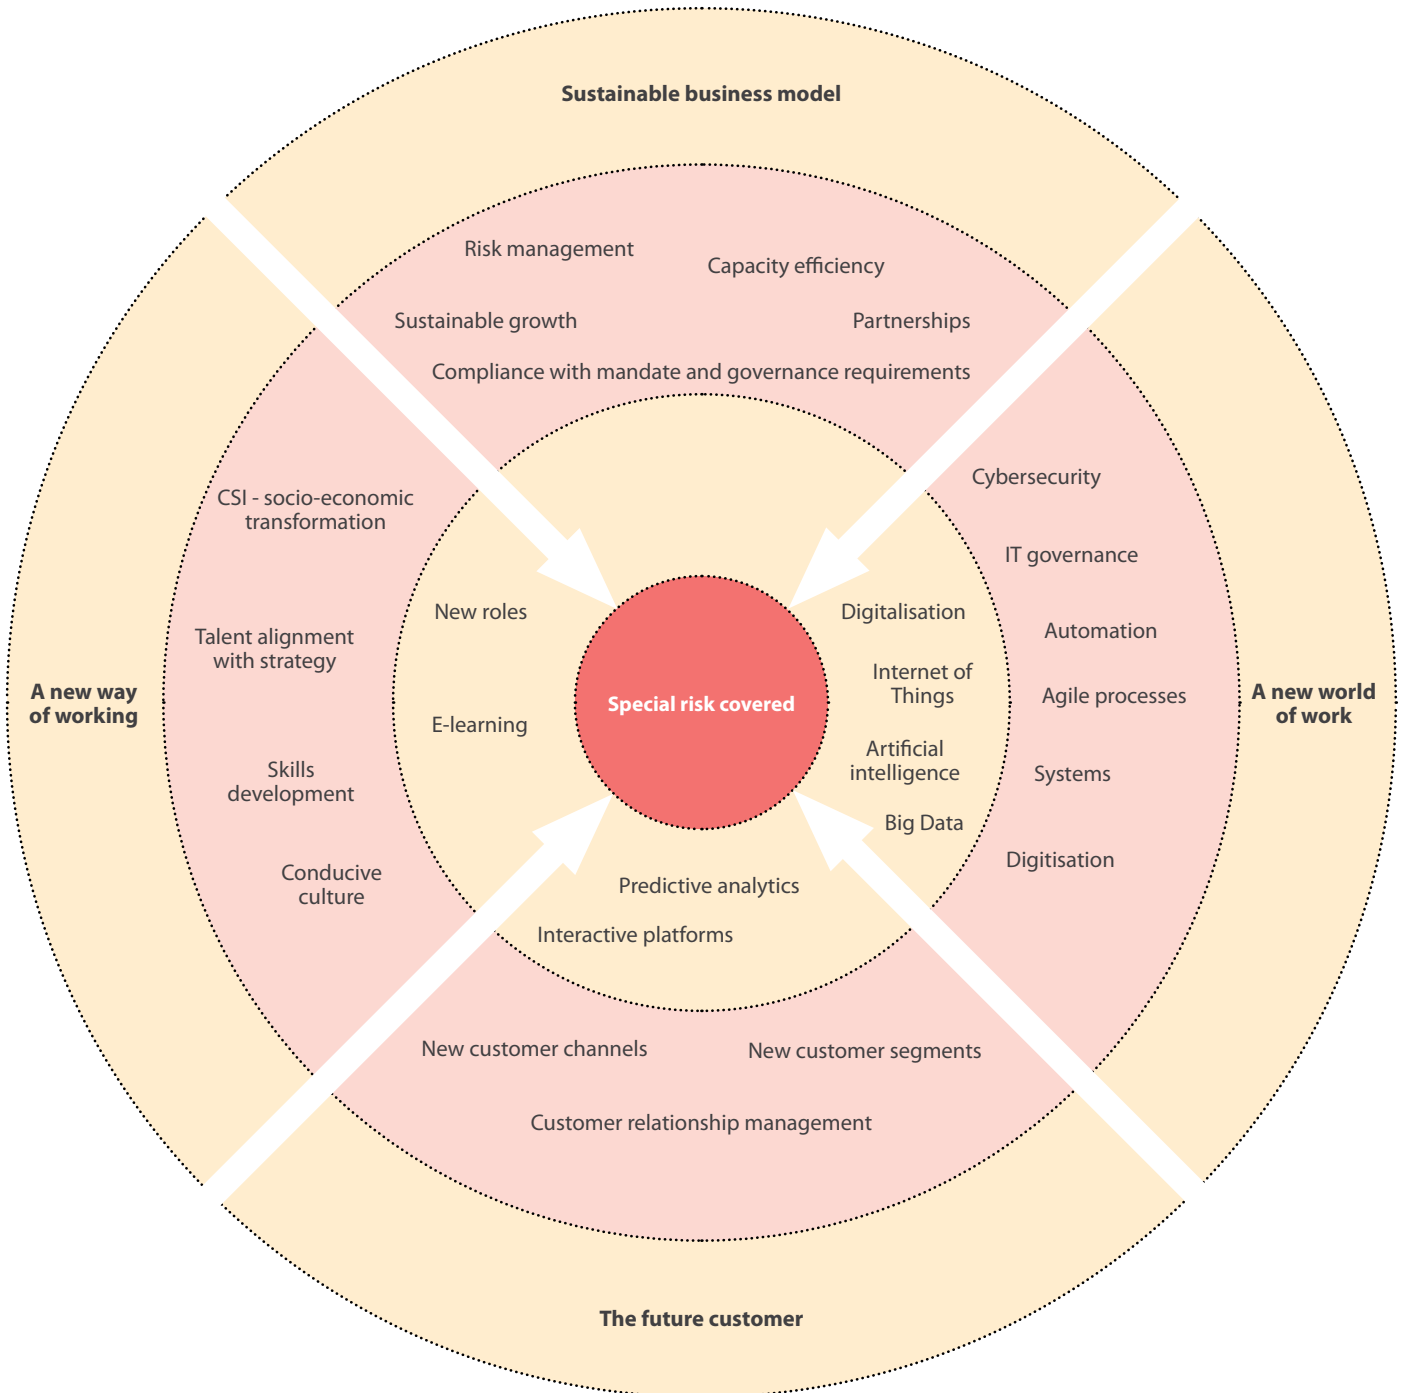 Sustainable business model
Risk management
Capacity efficiency
Sustainable growth
Partnerships
Compliance with mandate and governance requirements
A new way
of working
CSI - socio-economic
transformation
Talent alignment
with strategy
Skills
development
Conducive
culture
New roles
E-learning
Special risk covered
Digitalisation
Internet of
Things
Artificial
intelligence
Big Data
Cybersecurity
IT governance
Automation
Agile processes
Systems
Digitisation
A new world
of work
Predictive analytics
Interactive platforms
New customer channels
New customer segments
Customer relationship management
The future customer